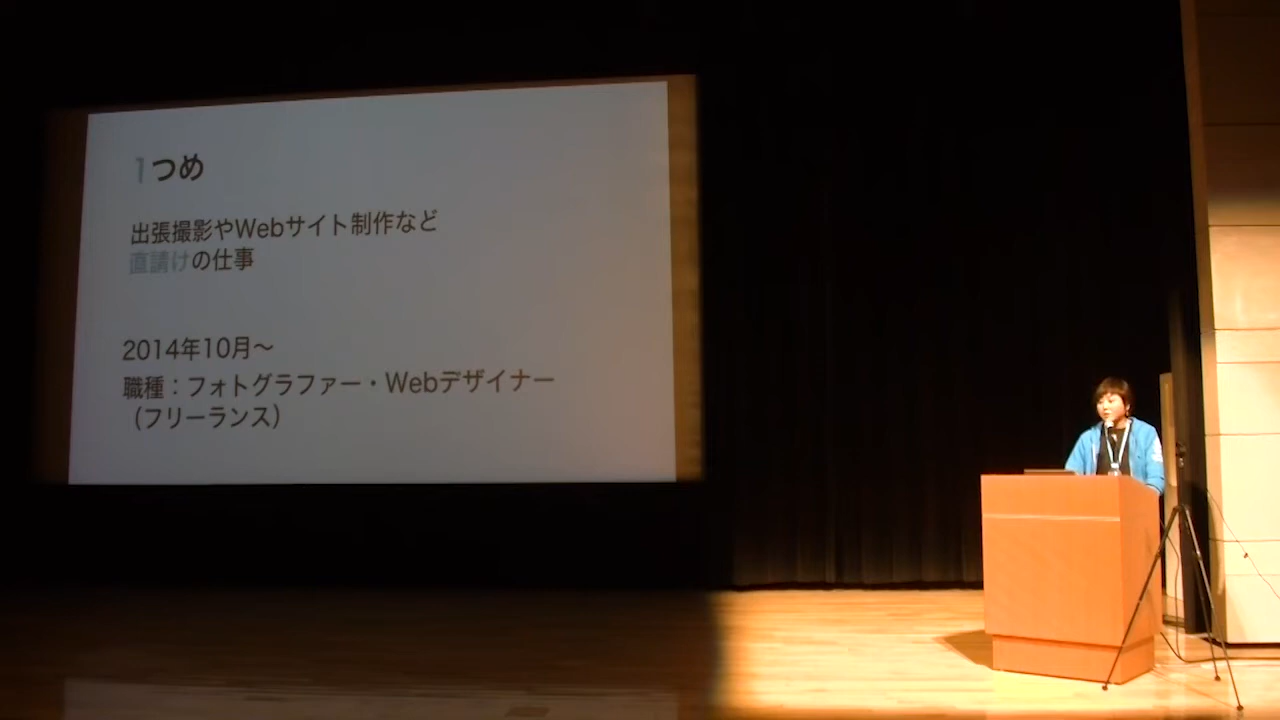 1つめ
出張撮影やWebサイト制作など
直請けの仕事
2014年10月〜
職種：フォトグラファー・Webデザイナー
（フリーランス）